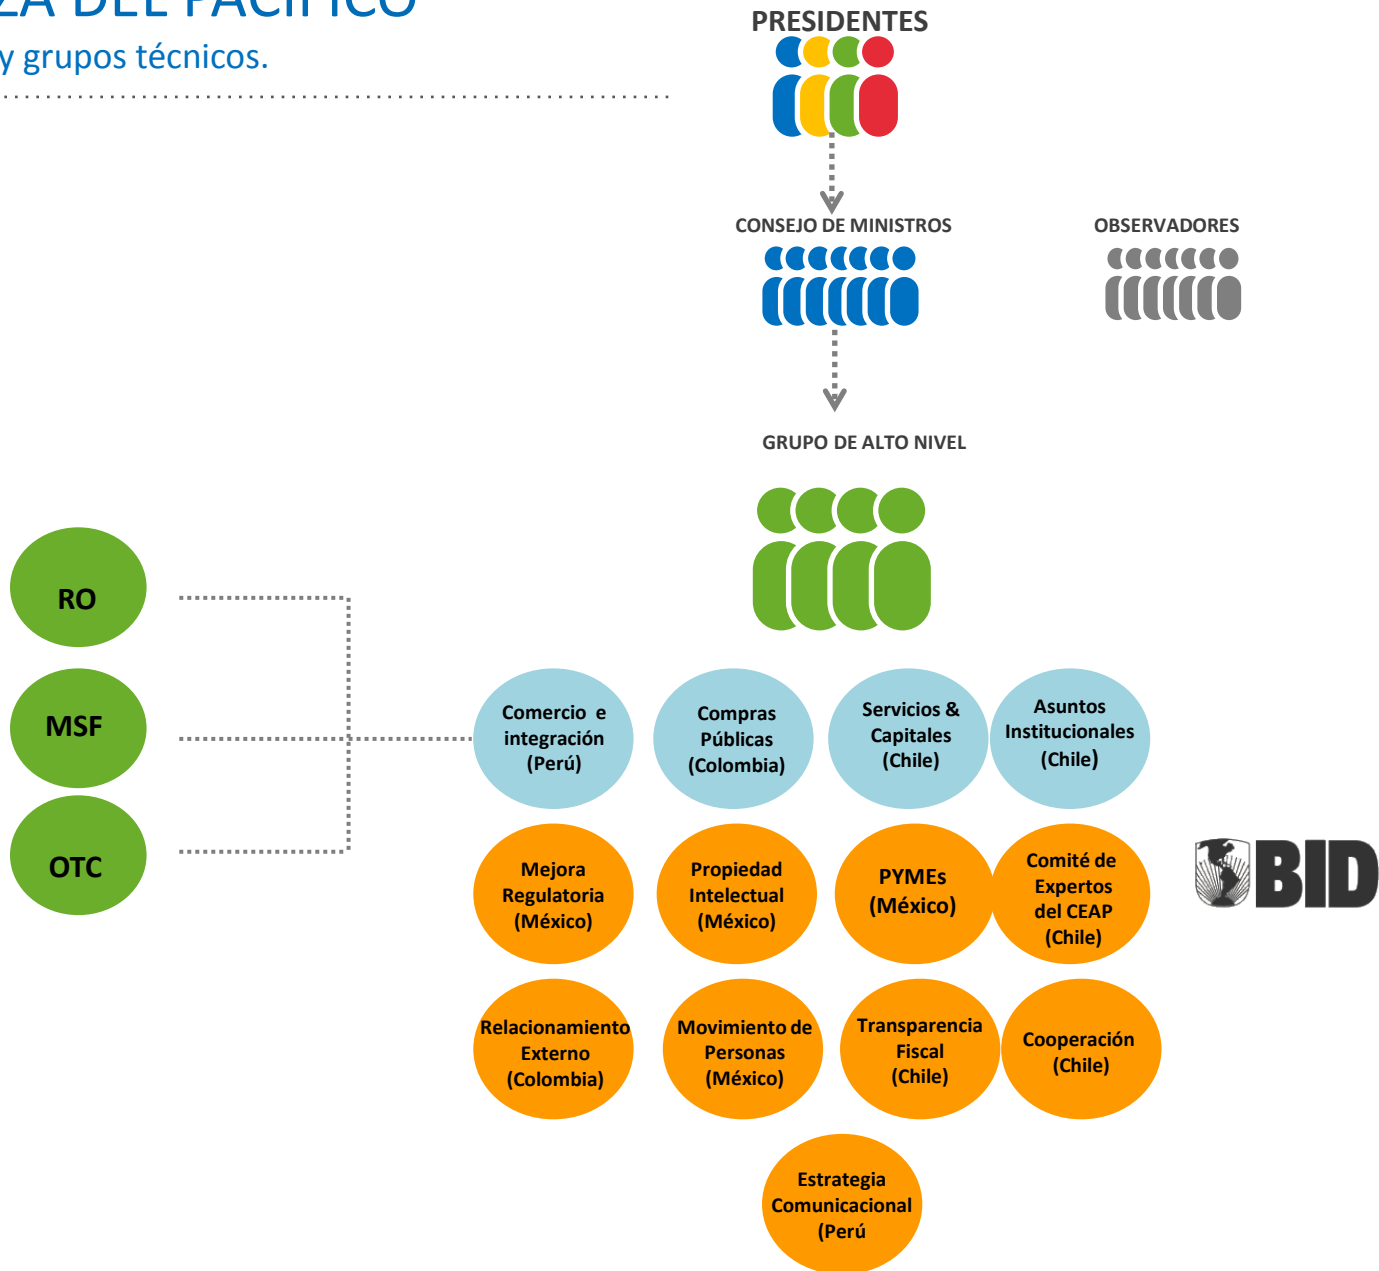 ZA DEL PACÍFICO
y grupos técnicos.
PRESIDENTES
CONSEJO DE MINISTROS
OBSERVADORES
GRUPO DE ALTO NIVEL
RO
MSF
OTC
Comercio e
integración
(Perú)
Compras
Públicas
(Colombia)
Servicios &
Capitales
(Chile)
Asuntos
Institucionales
(Chile)
Mejora
Regulatoria
(México)
Propiedad
Intelectual
(México)
PYMEs
(México)
Comité de
Expertos
del CEAP
(Chile)
BID
Relacionamiento
Externo
(Colombia)
Movimiento de
Personas
(México)
Transparencia
Fiscal
(Chile)
Cooperación
(Chile)
Estrategia
Comunicacional
(Perú